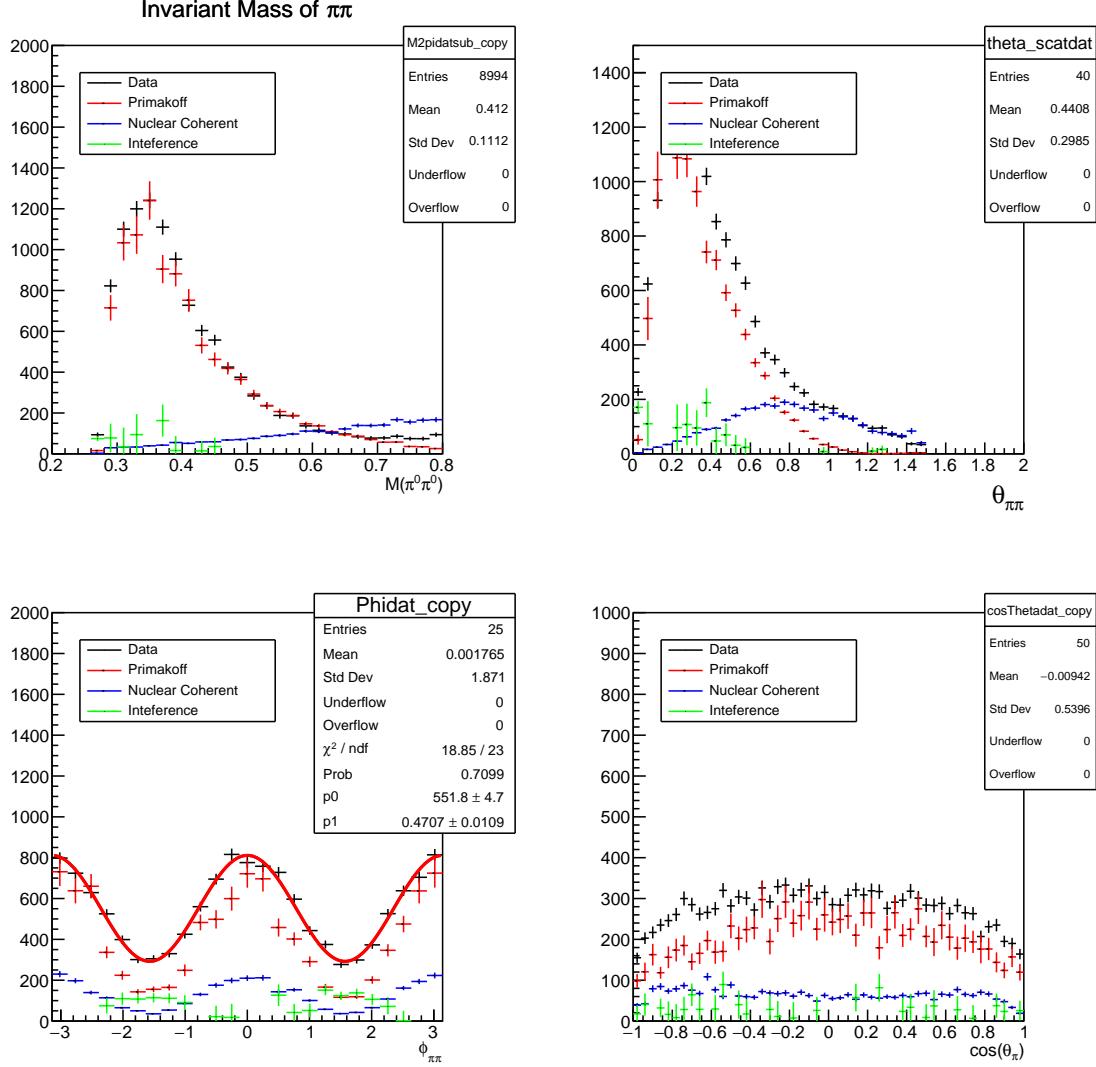 Invariant Mass of ππ
M2pidatsub_copy
Entries 8994
Mean 0.412
Std Dev 0.1112
Underflow 0
Overflow 0
Data
Primakoff
Nuclear Coherent
Inteference
2000
1800
1600
1400
1200
1000
800
600
400
200
0
0.2 0.3 0.4 0.5 0.6 0.7 0.8
M(π⁰π⁰)
theta_scatdat
Entries 40
Mean 0.4408
Std Dev 0.2985
Underflow 0
Overflow 0
Data
Primakoff
Nuclear Coherent
Inteference
1400
1200
1000
800
600
400
200
0
0 0.2 0.4 0.6 0.8 1 1.2 1.4 1.6 1.8 2
θππ
Phidat_copy
Entries 25
Mean 0.001765
Std Dev 1.871
Underflow 0
Overflow 0
χ² / ndf 18.85 / 23
Prob 0.7099
p0 551.8 ± 4.7
p1 0.4707 ± 0.0109
Data
Primakoff
Nuclear Coherent
Inteference
2000
1800
1600
1400
1200
1000
800
600
400
200
0
−3 −2 −1 0 1 2 3
ϕππ
cosThetadat_copy
Entries 50
Mean −0.00942
Std Dev 0.5396
Underflow 0
Overflow 0
Data
Primakoff
Nuclear Coherent
Inteference
1000
900
800
700
600
500
400
300
200
100
0
−1 −0.8 −0.6 −0.4 −0.2 0 0.2 0.4 0.6 0.8 1
cos(θπ)